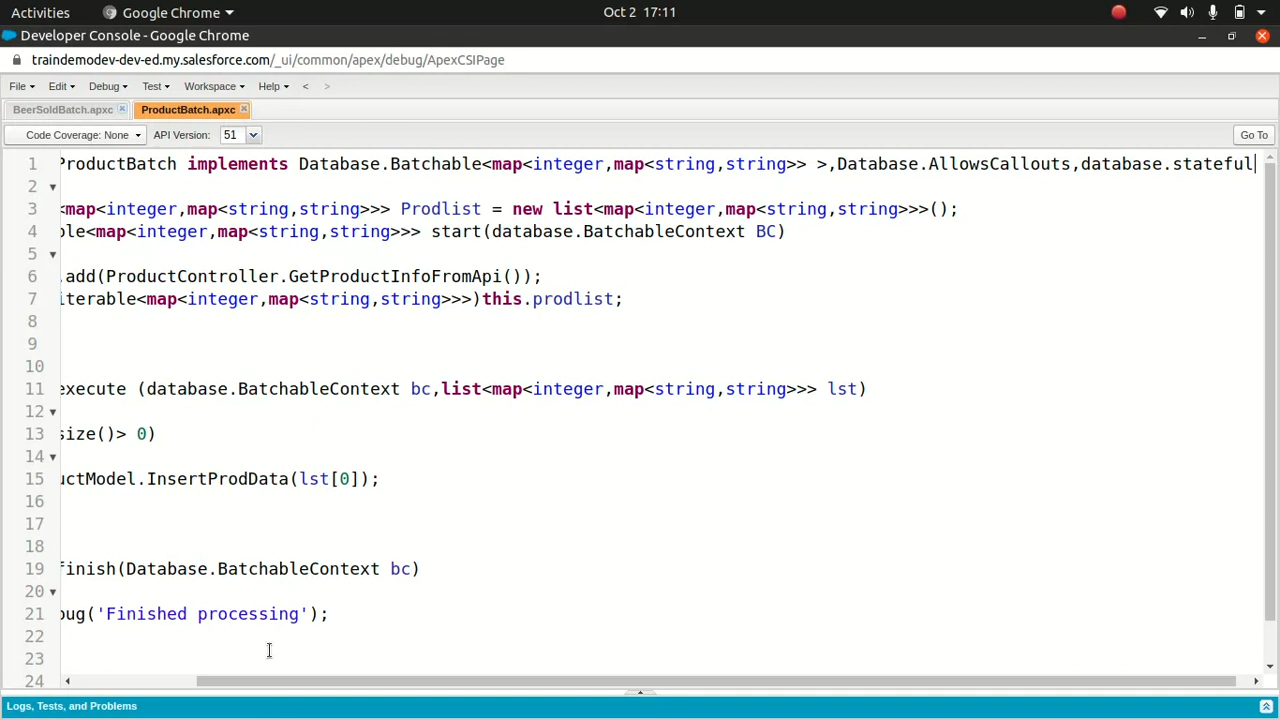 Activities Google Chrome Oct 2 17:11
Developer Console - Google Chrome
traindemodev-dev-ed.my.salesforce.com/_ui/common/apex/debug/ApexCSIPage
File Edit Debug Test Workspace Help < >
BeerSoldBatch.apxc ProductBatch.apxc
Code Coverage: None API Version: 51 Go To
1 ProductBatch implements Database.Batchable<map<integer,map<string,string>> >,Database.AllowsCallouts,database.stateful
2
3 <map<integer,map<string,string>>> Prodlist = new list<map<integer,map<string,string>>>();
4 ble<map<integer,map<string,string>>> start(database.BatchableContext BC)
5
6 .add(ProductController.GetProductInfoFromApi());
7 iterable<map<integer,map<string,string>>>)this.prodlist;
8
9
10
11 execute (database.BatchableContext bc,list<map<integer,map<string,string>>> lst)
12
13 size()> 0)
14
15 uctModel.InsertProdData(lst[0]);
16
17
18
19 finish(Database.BatchableContext bc)
20
21 bug('Finished processing');
22
23
24
Logs, Tests, and Problems